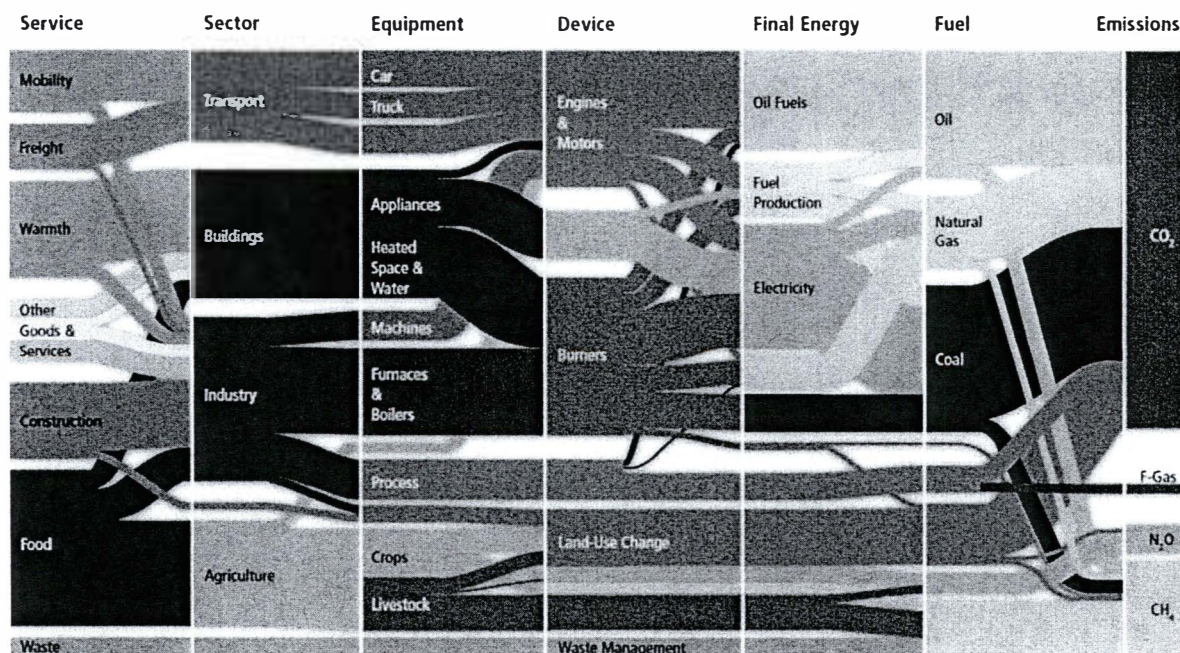 Service Sector Equipment Device Final Energy Fuel Emissions
Mobility
Freight
Warmth
Other
Goods &
Services
Construction
Food
Waste
Transport
Buildings
Industry
Agriculture
Car
Truck
Appliances
Heated
Space &
Water
Machines
Furnaces
&
Boilers
Process
Crops
Livestock
Engines
&
Motors
Burners
Land-Use Change
Waste Management
Oil Fuels
Fuel
Production
Electricity
Oil
Natural
Gas
Coal
CO₂
F-Gas
N₂O
CH₄